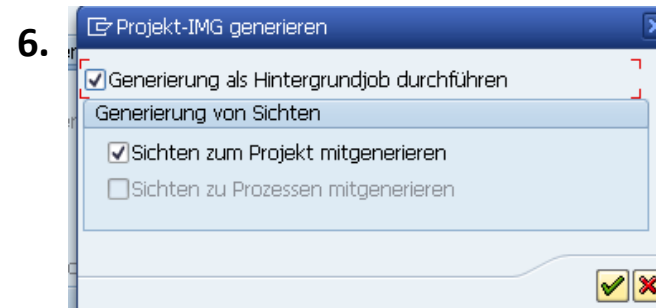 6.
Projekt-IMG generieren
Generierung als Hintergrundjob durchführen
Generierung von Sichten
Sichten zum Projekt mitgenerieren
Sichten zu Prozessen mitgenerieren